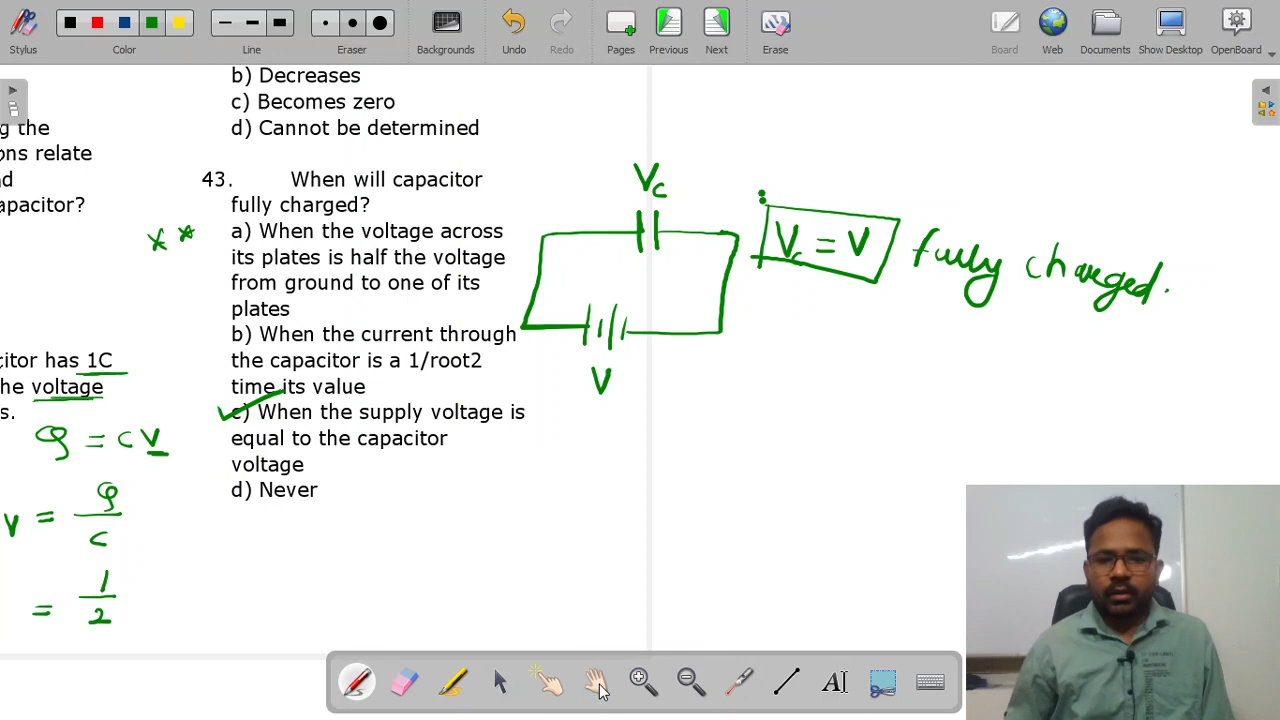 Stylus
Color
Line
Eraser
Backgrounds
Undo
Redo
Pages
Previous
Next
Erase
Board
Web
Documents
Show Desktop
OpenBoard
g the
ons relate
d
apacitor?
citor has 1C
he voltage
s.
Q = CV
V = Q
C
= 1
2
b) Decreases
c) Becomes zero
d) Cannot be determined
43. When will capacitor
fully charged?
* *
a) When the voltage across
its plates is half the voltage
from ground to one of its
plates
b) When the current through
the capacitor is a 1/root2
time its value
c) When the supply voltage is
equal to the capacitor
voltage
d) Never
Vc
V
Vc = V fully charged.